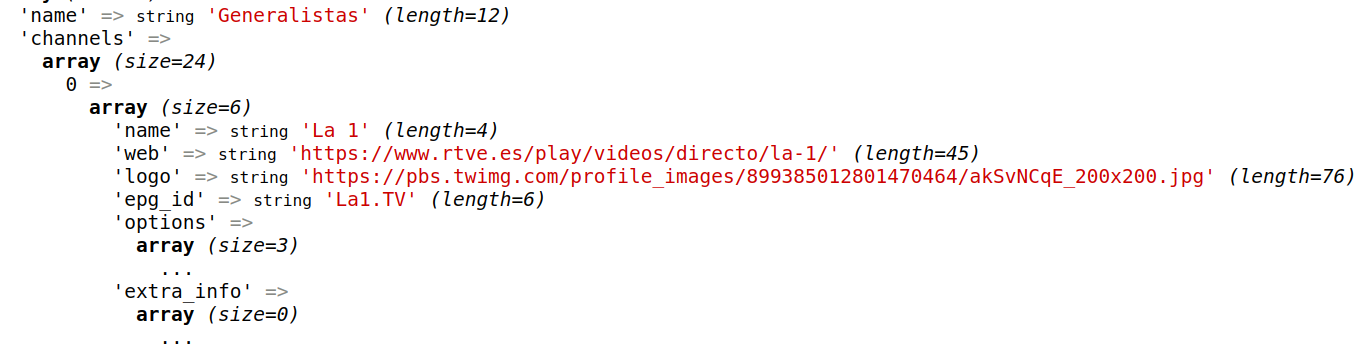 'name' => string 'Generalistas' (length=12)
'channels' =>
array (size=24)
0 =>
array (size=6)
'name' => string 'La 1' (length=4)
'web' => string 'https://www.rtve.es/play/videos/directo/la-1/' (length=45)
'logo' => string 'https://pbs.twimg.com/profile_images/899385012801470464/akSvNCqE_200x200.jpg' (length=76)
'epg_id' => string 'La1.TV' (length=6)
'options' =>
array (size=3)
...
'extra_info' =>
array (size=0)
...